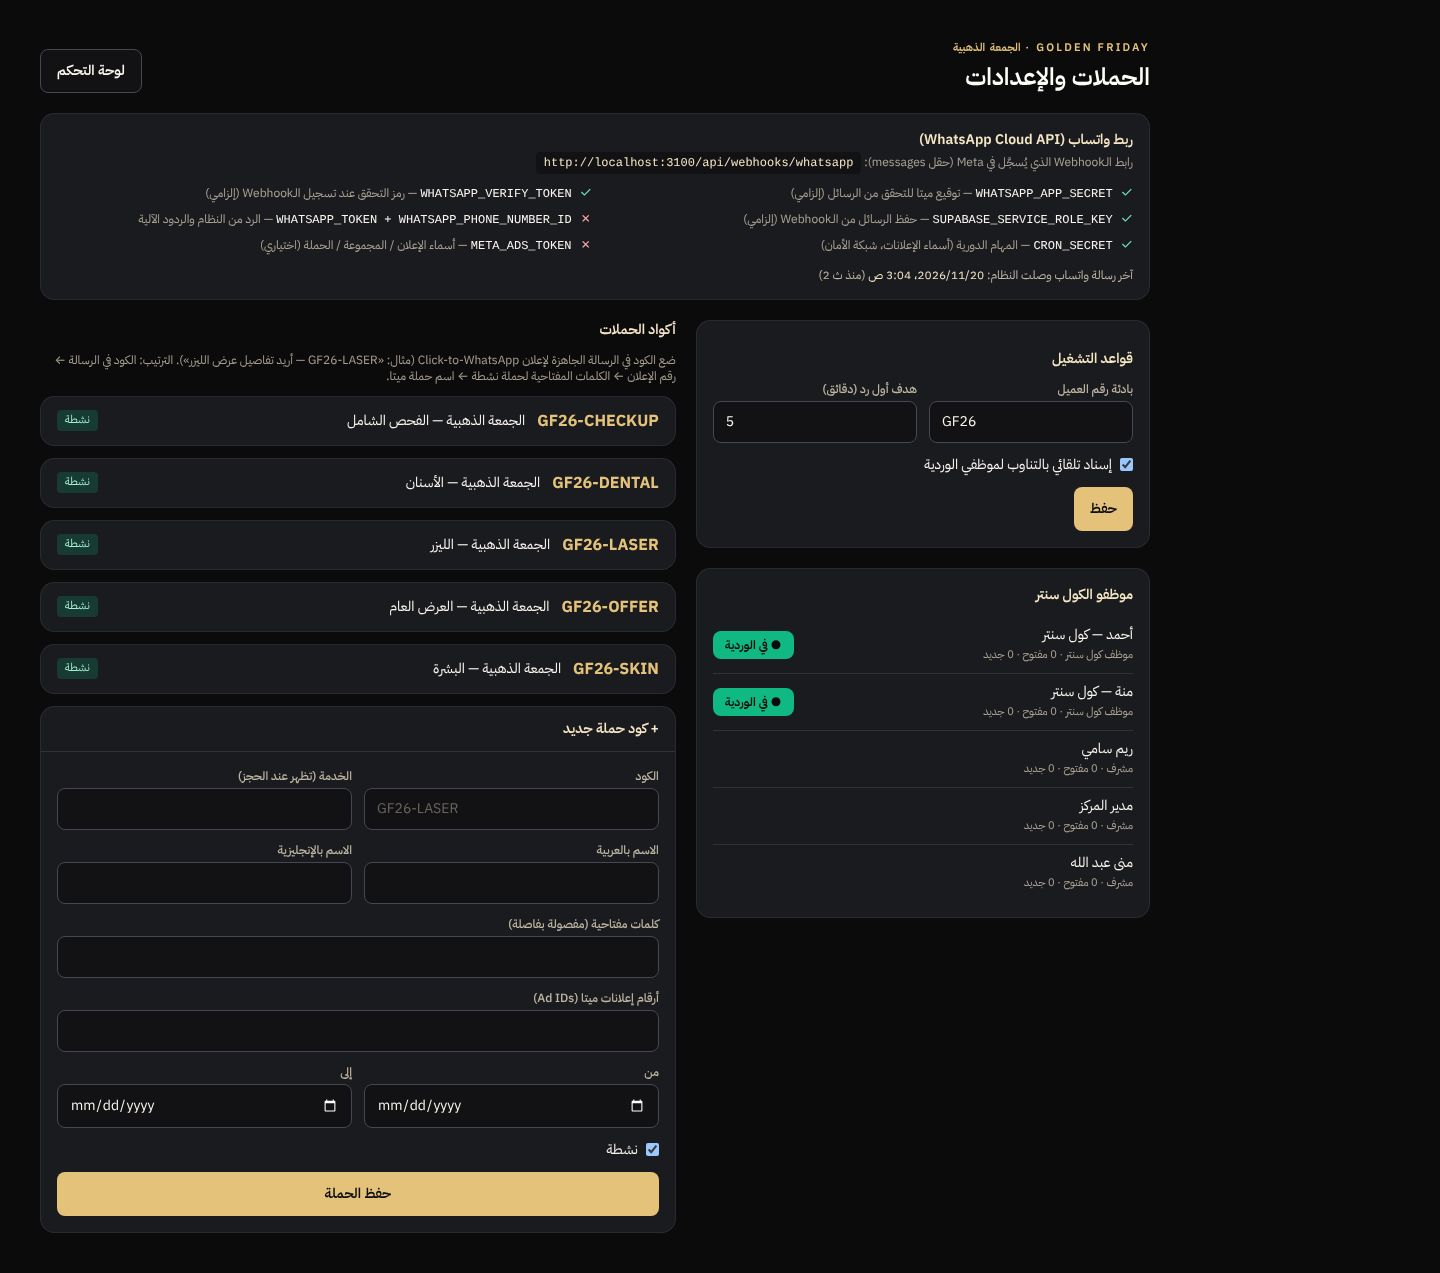 GOLDEN FRIDAY · الجمعة الذهبية
الحملات والإعدادات
لوحة التحكم
ربط واتساب (WhatsApp Cloud API)
رابط الـWebhook الذي يُسجَّل في Meta (حقل messages): http://localhost:3100/api/webhooks/whatsapp
✓ WHATSAPP_APP_SECRET — توقيع ميتا للتحقق من الرسائل (إلزامي)
✓ WHATSAPP_VERIFY_TOKEN — رمز التحقق عند تسجيل الـWebhook (إلزامي)
✓ SUPABASE_SERVICE_ROLE_KEY — حفظ الرسائل من الـWebhook (إلزامي)
✕ WHATSAPP_TOKEN + WHATSAPP_PHONE_NUMBER_ID — الرد من النظام والردود الآلية
✓ CRON_SECRET — المهام الدورية (أسماء الإعلانات، شبكة الأمان)
✕ META_ADS_TOKEN — أسماء الإعلان / المجموعة / الحملة (اختياري)
آخر رسالة واتساب وصلت النظام: 2026/11/20، 3:04 ص (منذ 2 ث)
قواعد التشغيل
بادئة رقم العميل
GF26
هدف أول رد (دقائق)
5
إسناد تلقائي بالتناوب لموظفي الوردية
حفظ
موظفو الكول سنتر
أحمد — كول سنتر
موظف كول سنتر · 0 مفتوح · 0 جديد
● في الوردية
منة — كول سنتر
موظف كول سنتر · 0 مفتوح · 0 جديد
● في الوردية
ريم سامي
مشرف · 0 مفتوح · 0 جديد
مدير المركز
مشرف · 0 مفتوح · 0 جديد
منى عبد الله
مشرف · 0 مفتوح · 0 جديد
أكواد الحملات
ضع الكود في الرسالة الجاهزة لإعلان Click-to-WhatsApp (مثال: «GF26-LASER — أريد تفاصيل عرض الليزر»). الترتيب: الكود في الرسالة ←
رقم الإعلان ← الكلمات المفتاحية لحملة نشطة ← اسم حملة ميتا.
GF26-CHECKUP الجمعة الذهبية — الفحص الشامل نشطة
GF26-DENTAL الجمعة الذهبية — الأسنان نشطة
GF26-LASER الجمعة الذهبية — الليزر نشطة
GF26-OFFER الجمعة الذهبية — العرض العام نشطة
GF26-SKIN الجمعة الذهبية — البشرة نشطة
+ كود حملة جديد
الكود
GF26-LASER
الخدمة (تظهر عند الحجز)
الاسم بالعربية
الاسم بالإنجليزية
كلمات مفتاحية (مفصولة بفاصلة)
أرقام إعلانات ميتا (Ad IDs)
من
mm/dd/yyyy
إلى
mm/dd/yyyy
نشطة
حفظ الحملة